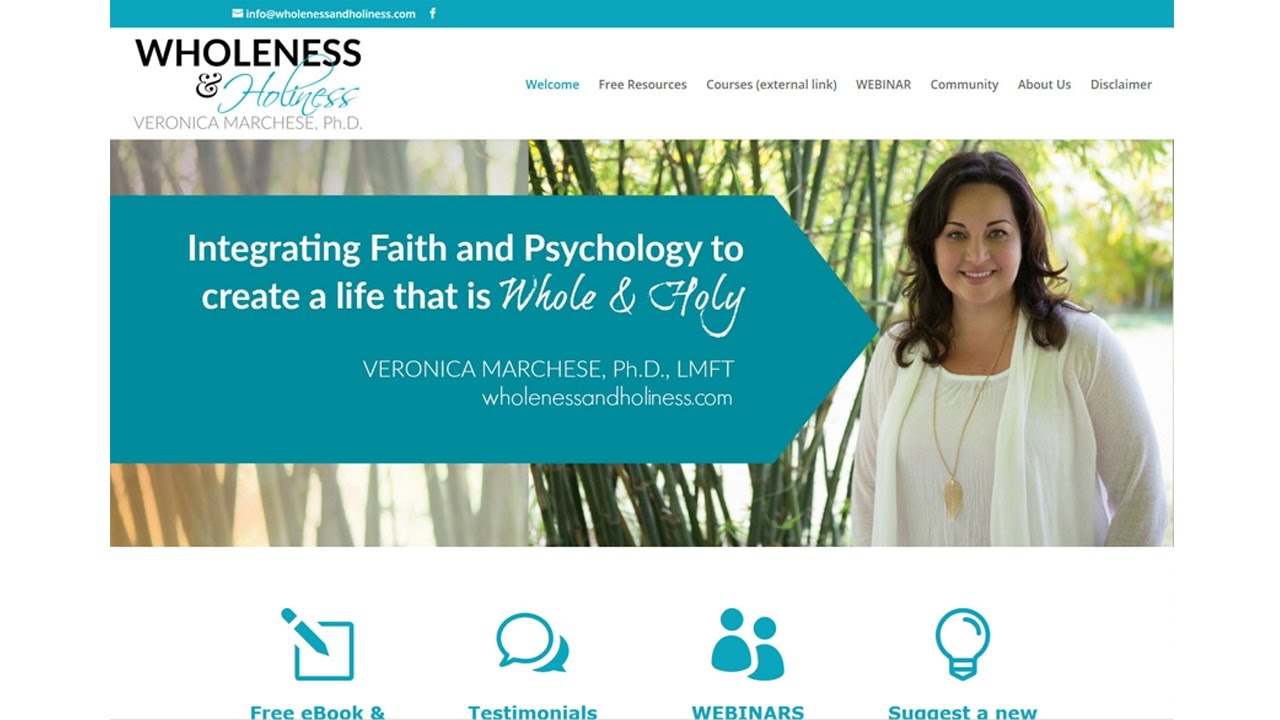 info@wholenessandholiness.com
WHOLENESS
& Holiness
VERONICA MARCHESE, Ph.D.
Welcome Free Resources Courses (external link) WEBINAR Community About Us Disclaimer
Integrating Faith and Psychology to
create a life that is Whole & Holy
VERONICA MARCHESE, Ph.D., LMFT
wholenessandholiness.com
Free eBook & Testimonials WEBINARS Suggest a new